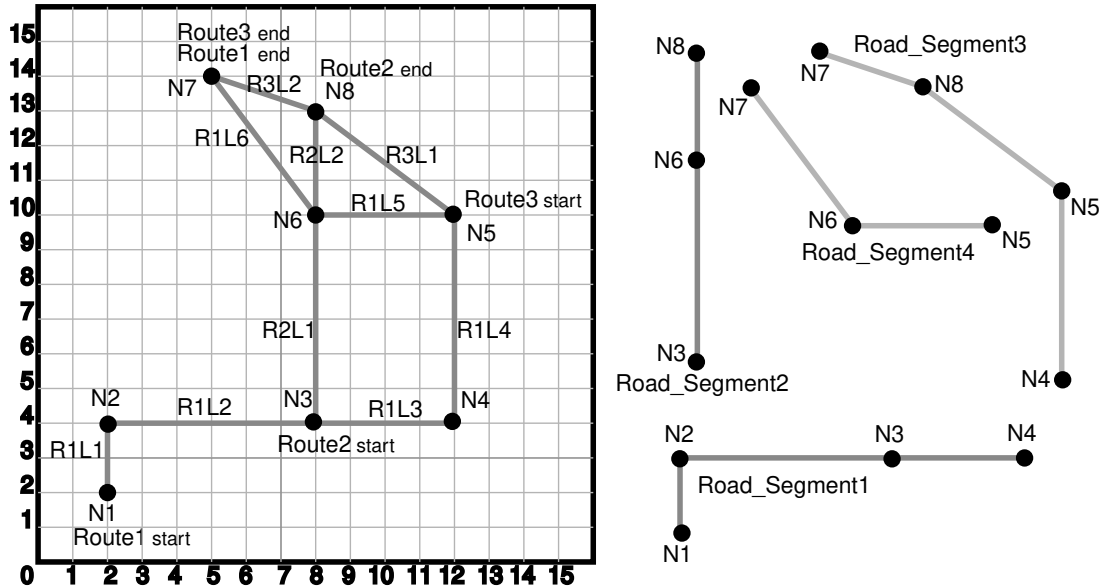 15
14
13
12
11
10
9
8
7
6
5
4
3
2
1
0
1 2 3 4 5 6 7 8 9 10 11 12 13 14 15
Route3 end
Route1 end
N7
R3L2
Route2 end
N8
R1L6
R2L2
R3L1
Route3 start
N6
R1L5
N5
R2L1
R1L4
N2
R1L2
N3
R1L3
N4
Route2 start
R1L1
N1
Route1 start
N8
N6
N3
Road_Segment2
N7
N6
N5
Road_Segment4
Road_Segment3
N7
N8
N5
N4
N2
N3
N4
Road_Segment1
N1